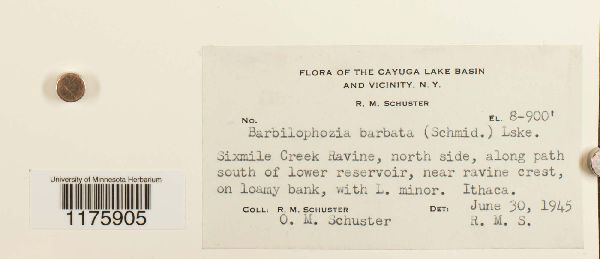 FLORA OF THE CAYUGA LAKE BASIN
AND VICINITY, N. Y.
R. M. SCHUSTER
No. EL. 8-900'
Barbilophozia barbata (Schmid.) Lske.
Sixmile Creek Ravine, north side, along path
south of lower reservoir, near ravine crest,
on loamy bank, with L. minor. Ithaca.
COLL: R. M. SCHUSTER DET: June 30, 1945
O. M. Schuster R. M. S.
University of Minnesota Herbarium
1175905